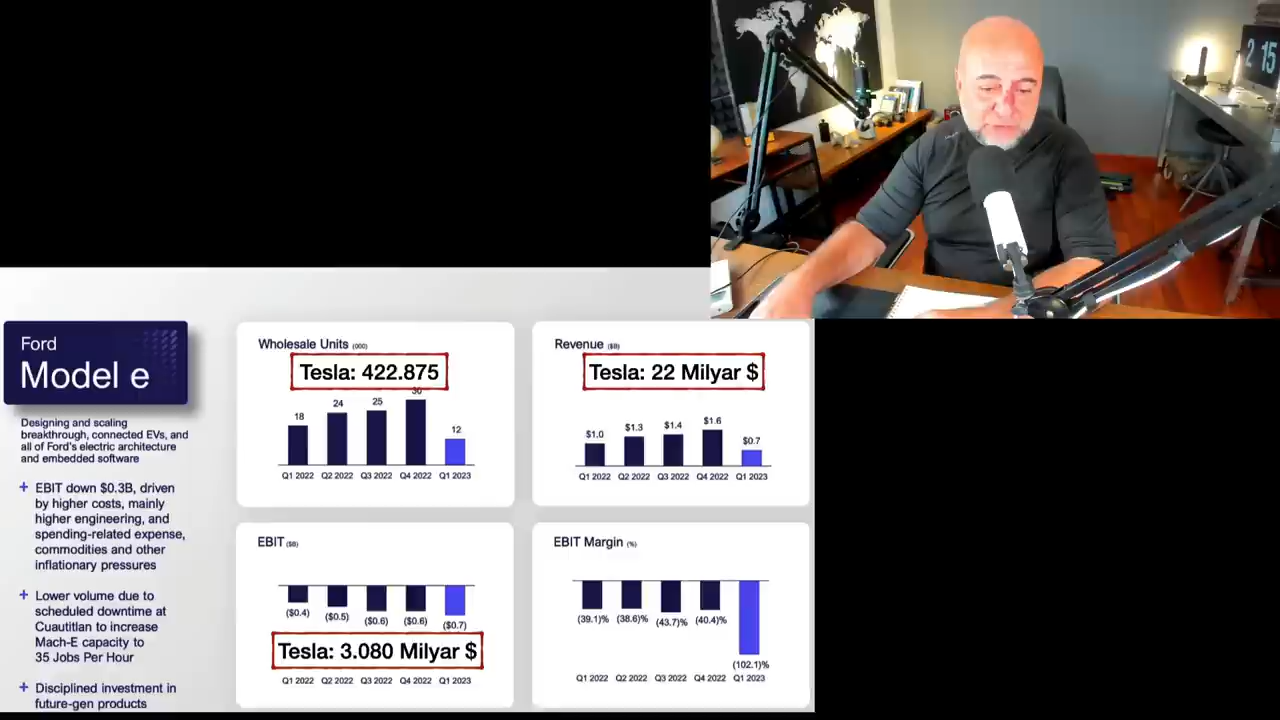 2 15
Ford
Model e
Designing and scaling
breakthrough, connected EVs, and
all of Ford's electric architecture
and embedded software
+ EBIT down $0.3B, driven
by higher costs, mainly
higher engineering, and
spending-related expense,
commodities and other
inflationary pressures
+ Lower volume due to
scheduled downtime at
Cuautitlan to increase
Mach-E capacity to
35 Jobs Per Hour
+ Disciplined investment in
future-gen products
Wholesale Units (000)
Tesla: 422.875
18 24 25 30 12
Q1 2022 Q2 2022 Q3 2022 Q4 2022 Q1 2023
Revenue ($B)
Tesla: 22 Milyar $
$1.0 $1.3 $1.4 $1.6 $0.7
Q1 2022 Q2 2022 Q3 2022 Q4 2022 Q1 2023
EBIT ($B)
($0.4) ($0.5) ($0.6) ($0.6) ($0.7)
Tesla: 3.080 Milyar $
Q1 2022 Q2 2022 Q3 2022 Q4 2022 Q1 2023
EBIT Margin (%)
(39.1)% (38.6)% (43.7)% (40.4)% (102.1)%
Q1 2022 Q2 2022 Q3 2022 Q4 2022 Q1 2023